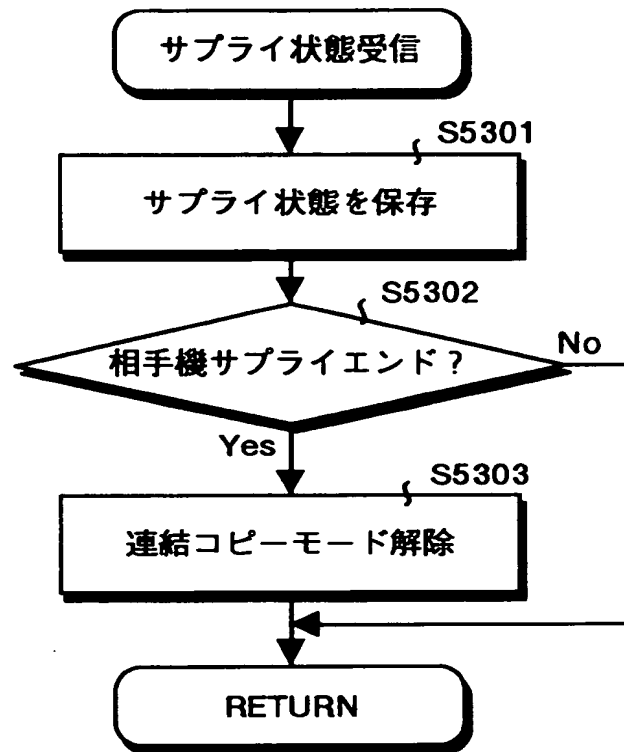 サプライ状態受信
S5301
サプライ状態を保存
S5302
相手機サプライエンド？
No
Yes
S5303
連結コピーモード解除
RETURN